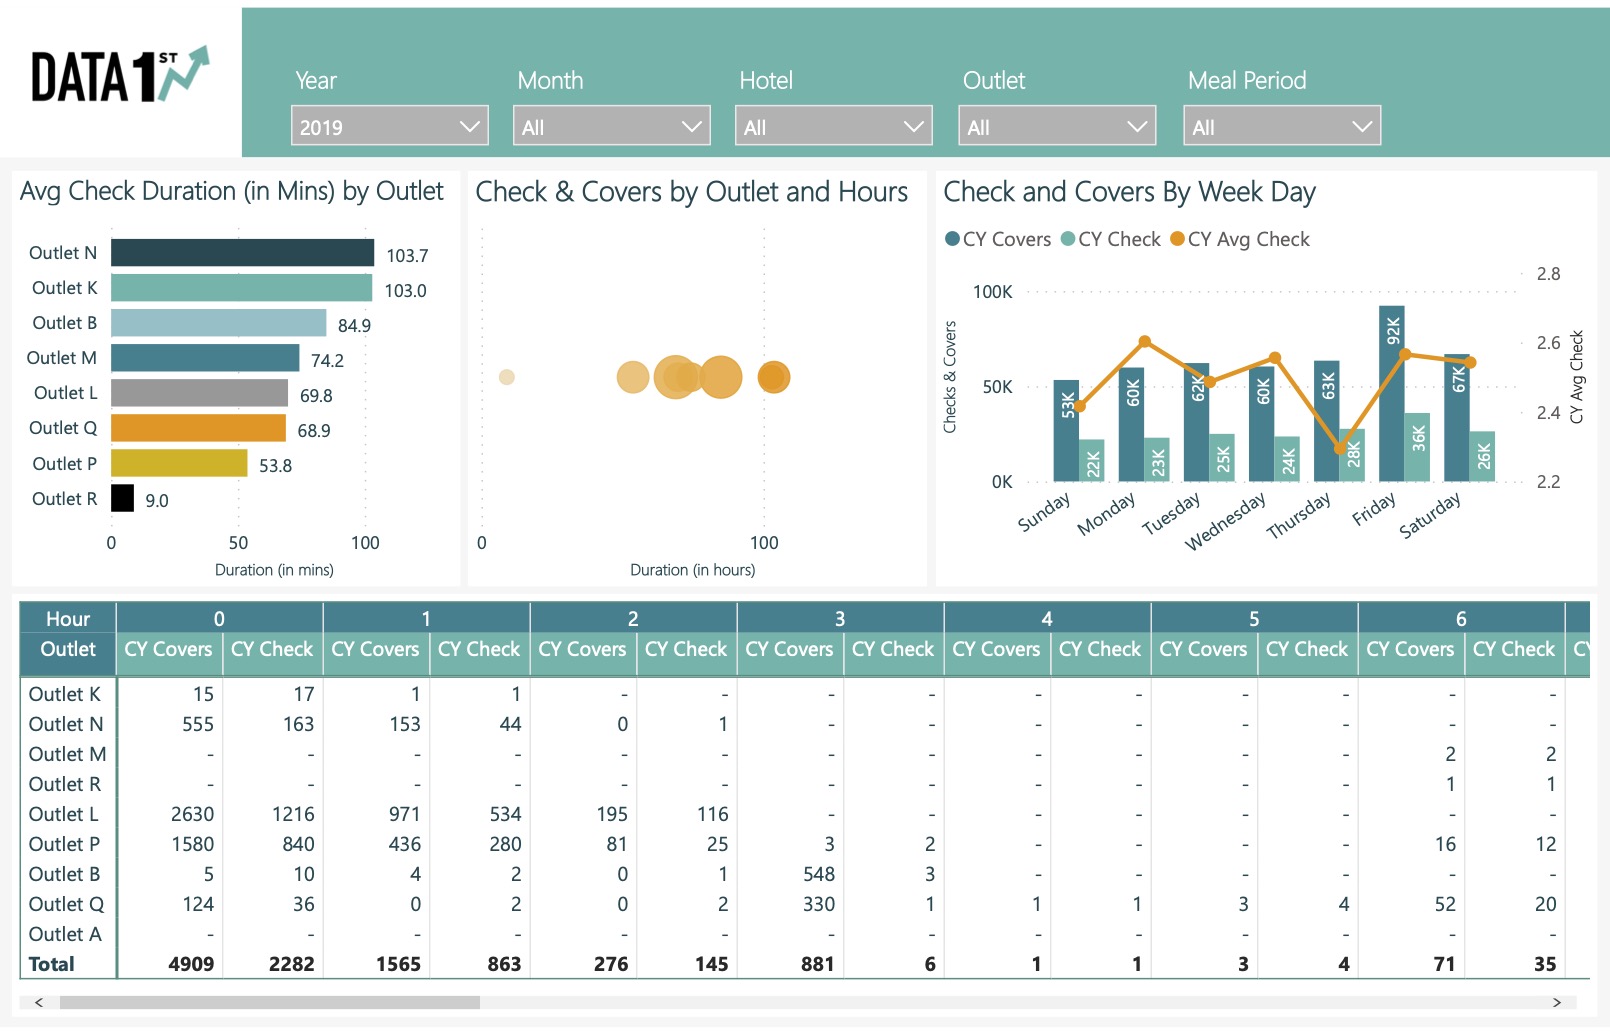 DATA 1ST
Year
Month
Hotel
Outlet
Meal Period
2019
All
All
All
All
Avg Check Duration (in Mins) by Outlet
Outlet N 103.7
Outlet K 103.0
Outlet B 84.9
Outlet M 74.2
Outlet L 69.8
Outlet Q 68.9
Outlet P 53.8
Outlet R 9.0
0 50 100
Duration (in mins)
Check & Covers by Outlet and Hours
0 100
Duration (in hours)
Check and Covers By Week Day
CY Covers CY Check CY Avg Check
Checks & Covers
100K
50K
0K
53K 22K 60K 23K 62K 25K 60K 24K 63K 28K 92K 36K 67K 26K
2.8
2.6
2.4
2.2
CY Avg Check
Sunday Monday Tuesday Wednesday Thursday Friday Saturday
Hour 0 1 2 3 4 5 6
Outlet CY Covers CY Check CY Covers CY Check CY Covers CY Check CY Covers CY Check CY Covers CY Check CY Covers CY Check CY Covers CY Check CY
Outlet K 15 17 1 1 - - - - - - - - - -
Outlet N 555 163 153 44 0 1 - - - - - - - -
Outlet M - - - - - - - - - - - - 2 2
Outlet R - - - - - - - - - - - - 1 1
Outlet L 2630 1216 971 534 195 116 - - - - - - - -
Outlet P 1580 840 436 280 81 25 3 2 - - - - 16 12
Outlet B 5 10 4 2 0 1 548 3 - - - - - -
Outlet Q 124 36 0 2 0 2 330 1 1 1 3 4 52 20
Outlet A - - - - - - - - - - - - - -
Total 4909 2282 1565 863 276 145 881 6 1 1 3 4 71 35